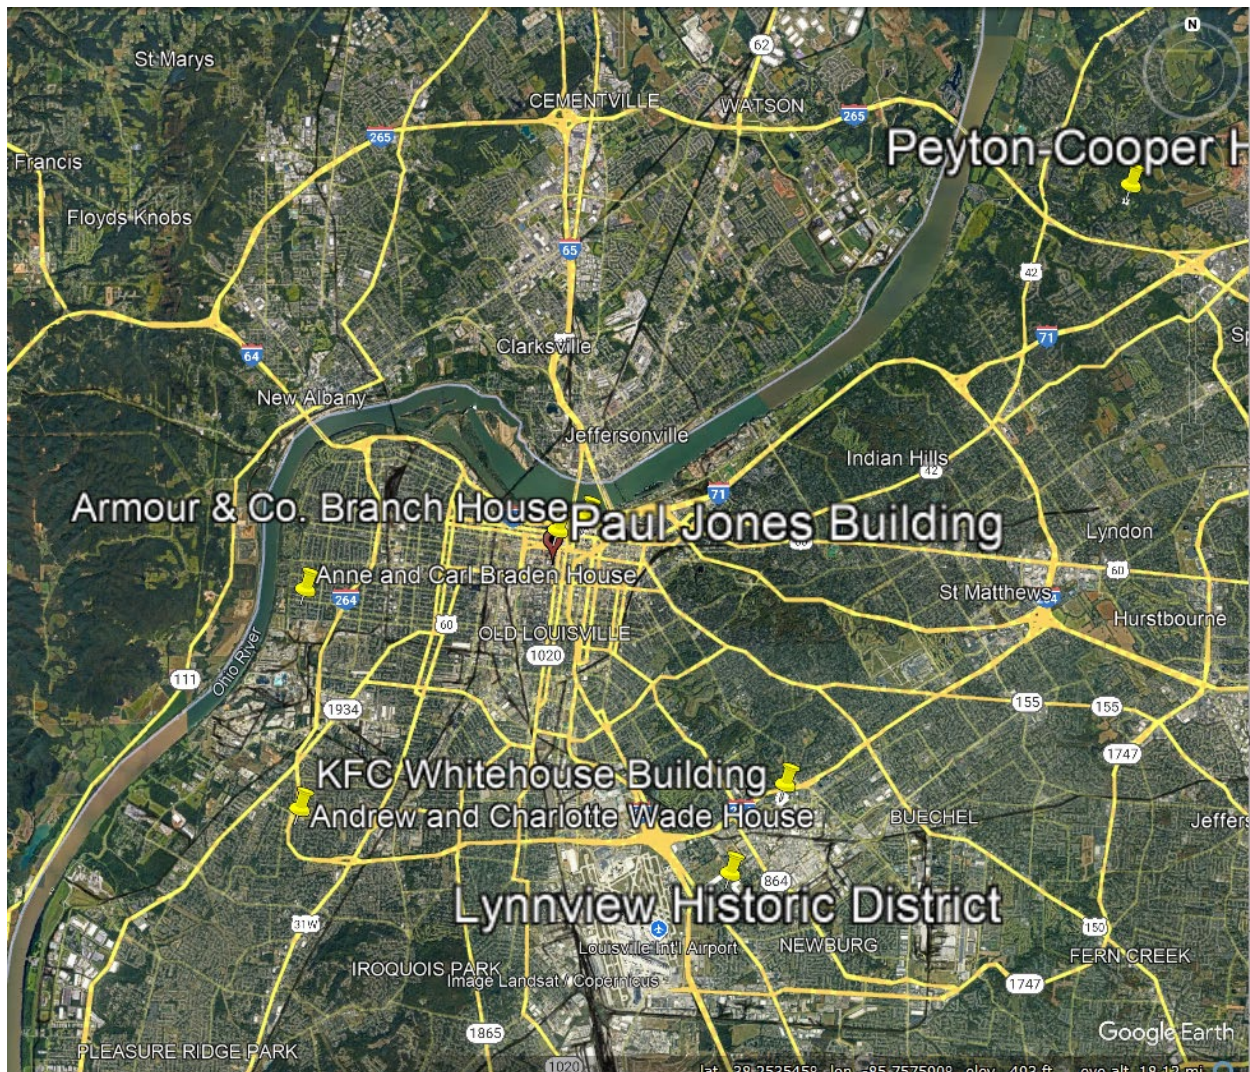 N
62
St Marys
CEMENTVILLE
WATSON
265
265
Peyton-Cooper H
Francis
Floyds Knobs
65
42
71
Clarksville
64
New Albany
Jeffersonville
Indian Hills
42
71
Armour & Co. Branch House
Paul Jones Building
Lyndon
60
Anne and Carl Braden House
264
St Matthews
Hurstbourne
60
OLD LOUISVILLE
1020
Ohio River
111
1934
155
155
1747
KFC Whitehouse Building
Andrew and Charlotte Wade House
BUECHEL
Jeffers
864
Lynnview Historic District
31W
150
Louisville Int'l Airport
NEWBURG
FERN CREEK
IROQUOIS PARK
Image Landsat / Copernicus
1747
1865
Google Earth
PLEASURE RIDGE PARK
1020